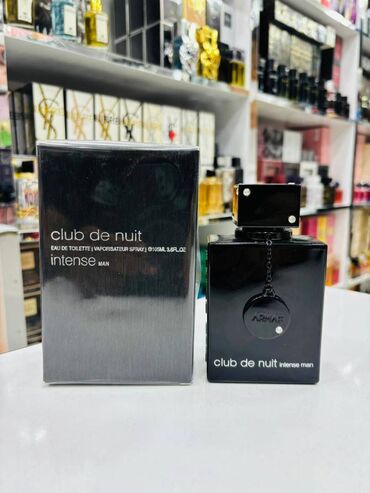 club de nuit
EAU DE TOILETTE | VAPORISATEUR SPRAY | ℮105ML 3.6FL.OZ
intense MAN
ARMAF
club de nuit intense man